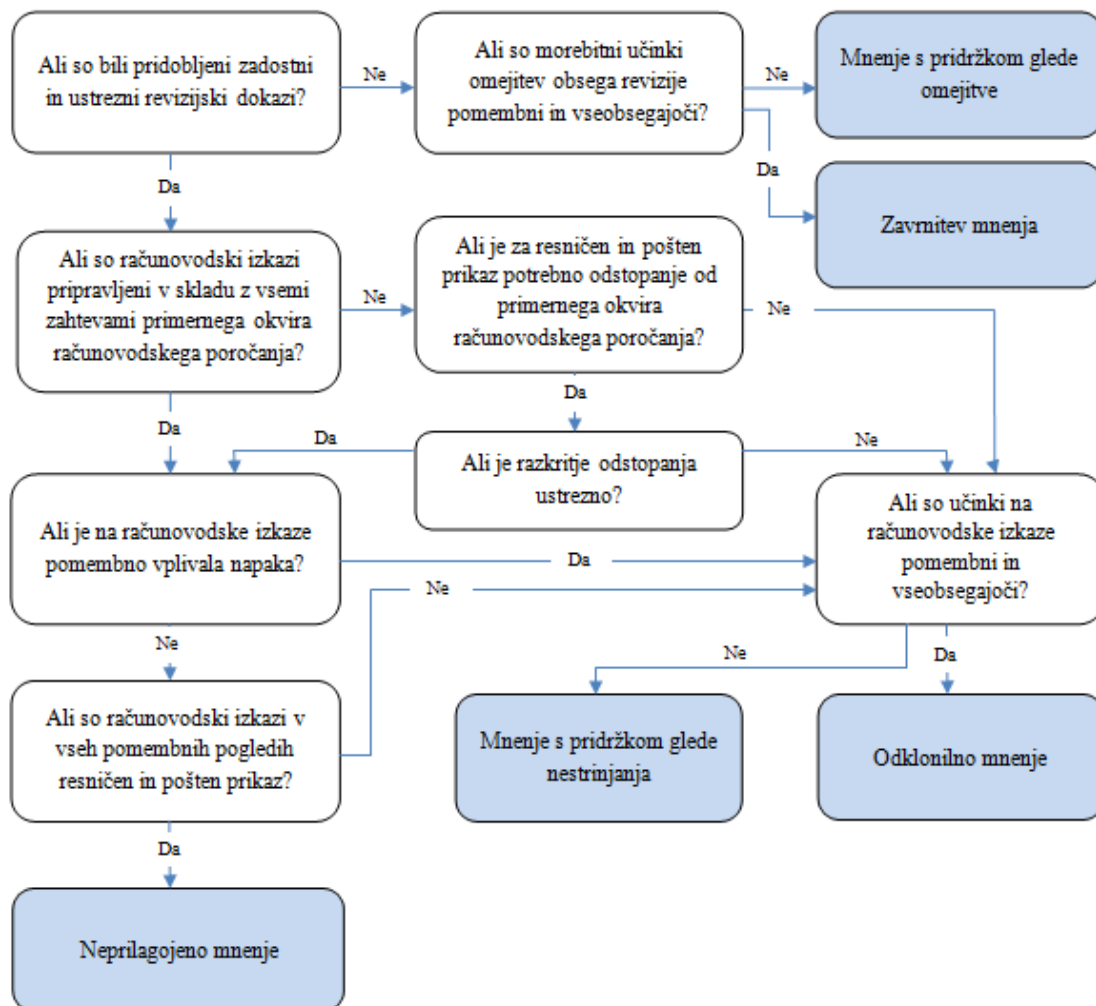 Ali so bili pridobljeni zadostni
in ustrezni revizijski dokazi?
Ne
Ali so morebitni učinki
omejitev obsega revizije
pomembni in vseobsegajoči?
Ne
Mnenje s pridržkom glede
omejitve
Da
Da
Zavrnitev mnenja
Ali so računovodski izkazi
pripravljeni v skladu z vsemi
zahtevami primernega okvira
računovodskega poročanja?
Ne
Ali je za resničen in pošten
prikaz potrebno odstopanje od
primernega okvira
računovodskega poročanja?
Ne
Da
Da
Da
Ali je razkritje odstopanja
ustrezno?
Ne
Ali je na računovodske izkaze
pomembno vplivala napaka?
Da
Ali so učinki na
računovodske izkaze
pomembni in
vseobsegajoči?
Ne
Ne
Ne
Da
Ali so računovodski izkazi v
vseh pomembnih pogledih
resničen in pošten prikaz?
Mnenje s pridržkom glede
nestrinjanja
Odklonilno mnenje
Da
Neprilagojeno mnenje